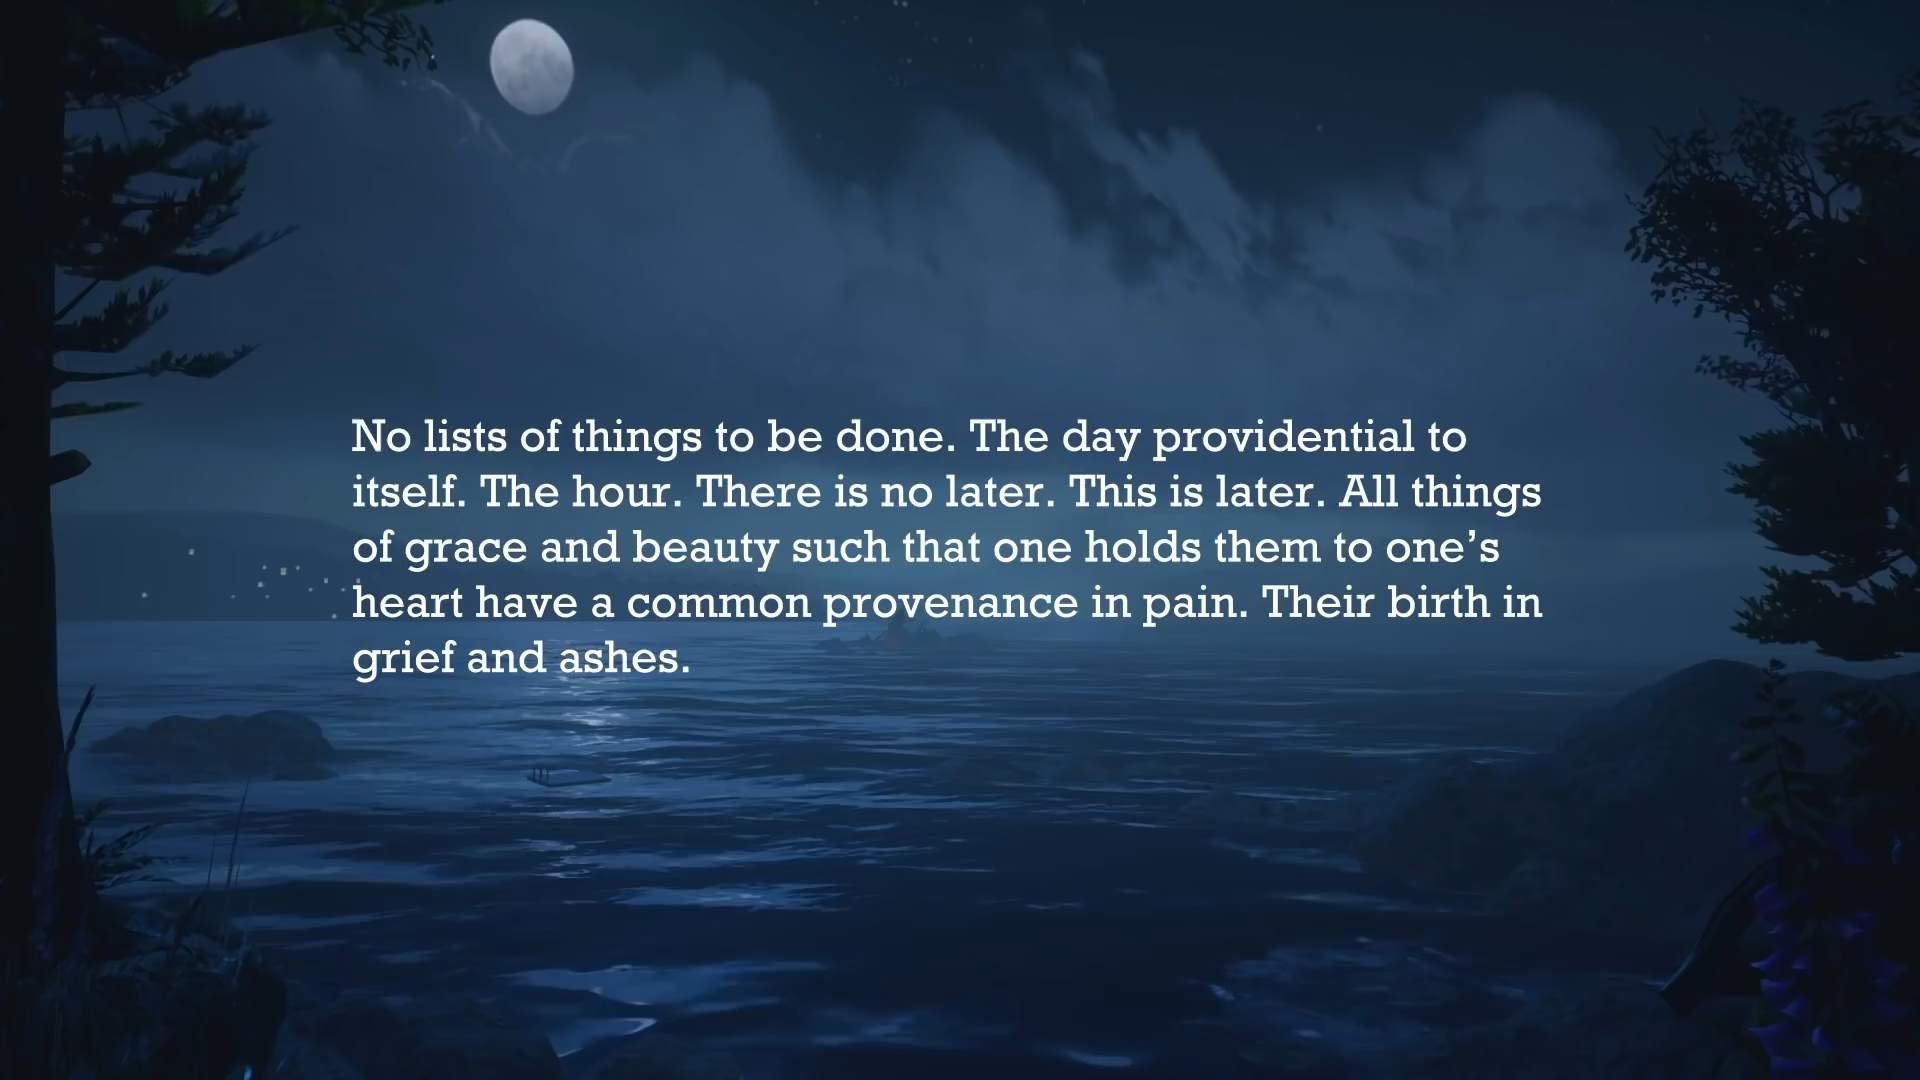 No lists of things to be done. The day providential to
itself. The hour. There is no later. This is later. All things
of grace and beauty such that one holds them to one’s
heart have a common provenance in pain. Their birth in
grief and ashes.